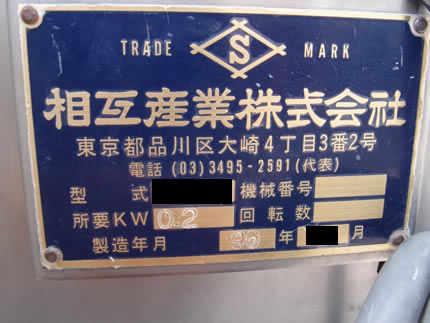 TRADE S MARK
相互産業株式会社
東京都品川区大崎4丁目3番2号
電話 (03)3495-2591(代表)
型式 機械番号
所要KW 0.2 回転数
製造年月 年 月